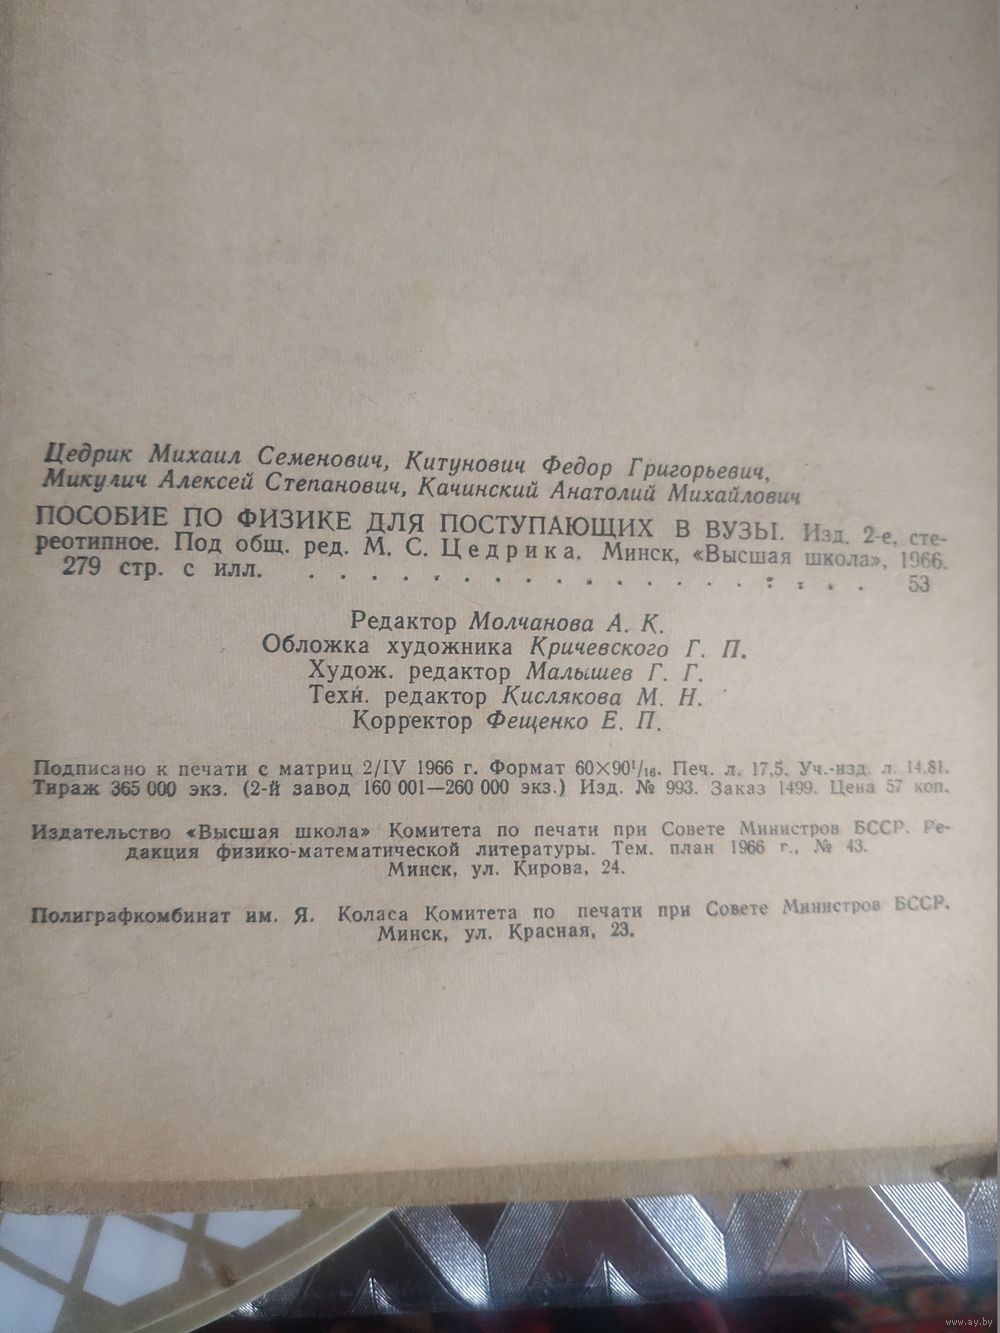 Цедрик Михаил Семенович, Китунович Федор Григорьевич,
Микулич Алексей Степанович, Качинский Анатолий Михайлович
ПОСОБИЕ ПО ФИЗИКЕ ДЛЯ ПОСТУПАЮЩИХ В ВУЗЫ. Изд. 2-е, сте-
реотипное. Под общ. ред. М. С. Цедрика. Минск, «Высшая школа», 1966.
279 стр. с илл. . . . . . . . . . . . . . . . . . . . 53
Редактор Молчанова А. К.
Обложка художника Кричевского Г. П.
Худож. редактор Малышев Г. Г.
Техн. редактор Кислякова М. Н.
Корректор Фещенко Е. П.
Подписано к печати с матриц 2/IV 1966 г. Формат 60×90¹/₁₆. Печ. л. 17,5. Уч.-изд. л. 14.81.
Тираж 365 000 экз. (2-й завод 160 001—260 000 экз.) Изд. № 993. Заказ 1499. Цена 57 коп.
Издательство «Высшая школа» Комитета по печати при Совете Министров БССР. Ре-
дакция физико-математической литературы. Тем. план 1966 г., № 43.
Минск, ул. Кирова, 24.
Полиграфкомбинат им. Я. Коласа Комитета по печати при Совете Министров БССР.
Минск, ул. Красная, 23.
www.ay.by